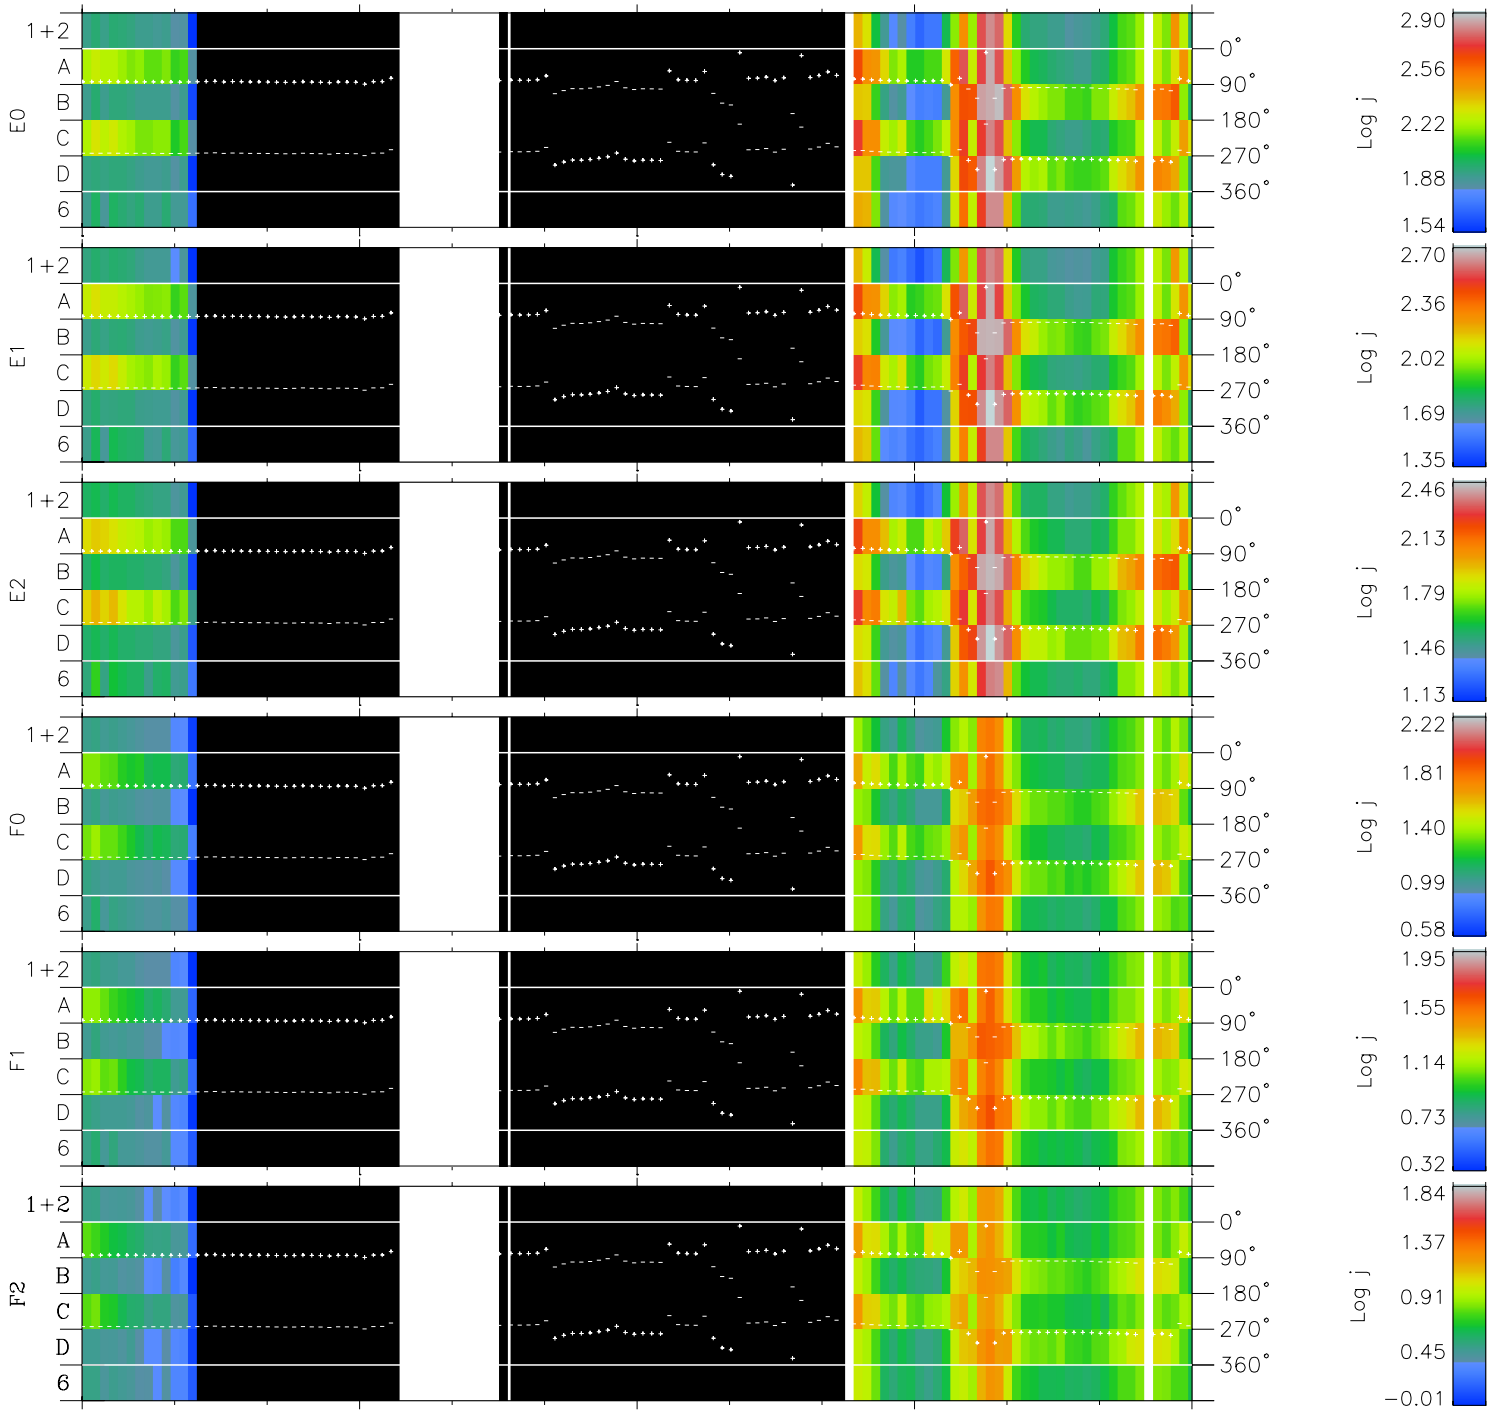 E0
1+2
A
B
C
D
6
0°
90°
180°
270°
360°
Log j
2.90
2.56
2.22
1.88
1.54
E1
1+2
A
B
C
D
6
0°
90°
180°
270°
360°
Log j
2.70
2.36
2.02
1.69
1.35
E2
1+2
A
B
C
D
6
0°
90°
180°
270°
360°
Log j
2.46
2.13
1.79
1.46
1.13
F0
1+2
A
B
C
D
6
0°
90°
180°
270°
360°
Log j
2.22
1.81
1.40
0.99
0.58
F1
1+2
A
B
C
D
6
0°
90°
180°
270°
360°
Log j
1.95
1.55
1.14
0.73
0.32
F2
1+2
A
B
C
D
6
0°
90°
180°
270°
360°
Log j
1.84
1.37
0.91
0.45
−0.01